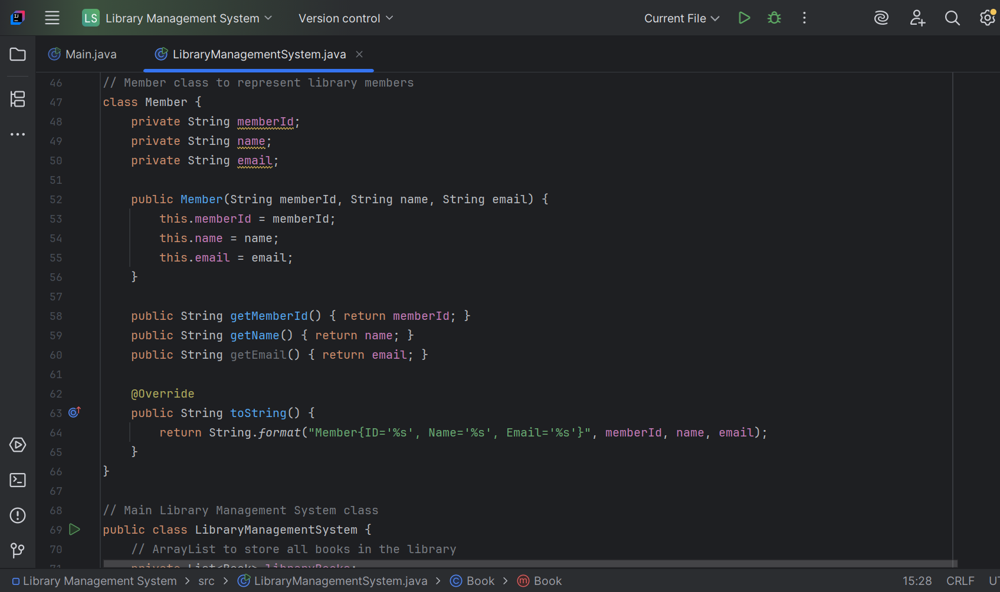 LS Library Management System Version control Current File
Main.java LibraryManagementSystem.java
46 // Member class to represent library members
47 class Member {
48     private String memberId;
49     private String name;
50     private String email;
51
52     public Member(String memberId, String name, String email) {
53         this.memberId = memberId;
54         this.name = name;
55         this.email = email;
56     }
57
58     public String getMemberId() { return memberId; }
59     public String getName() { return name; }
60     public String getEmail() { return email; }
61
62     @Override
63     public String toString() {
64         return String.format("Member{ID='%s', Name='%s', Email='%s'}", memberId, name, email);
65     }
66 }
67
68 // Main Library Management System class
69 public class LibraryManagementSystem {
70     // ArrayList to store all books in the library
71     private List<Book> libraryBooks;
Library Management System > src > LibraryManagementSystem.java > Book > Book 15:28 CRLF